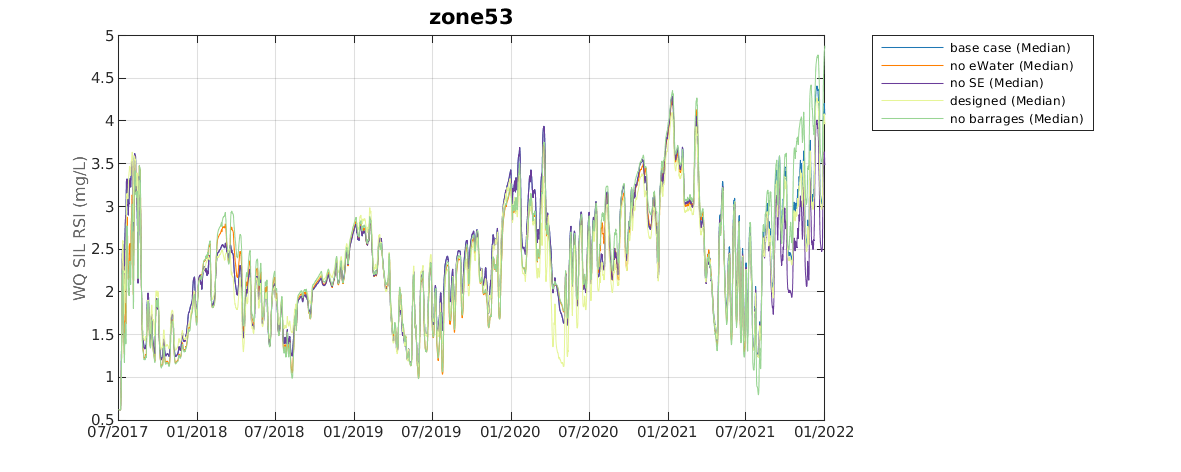 zone53
WQ SIL RSI (mg/L)
5
4.5
4
3.5
3
2.5
2
1.5
1
0.5
07/2017 01/2018 07/2018 01/2019 07/2019 01/2020 07/2020 01/2021 07/2021 01/2022
base case (Median)
no eWater (Median)
no SE (Median)
designed (Median)
no barrages (Median)